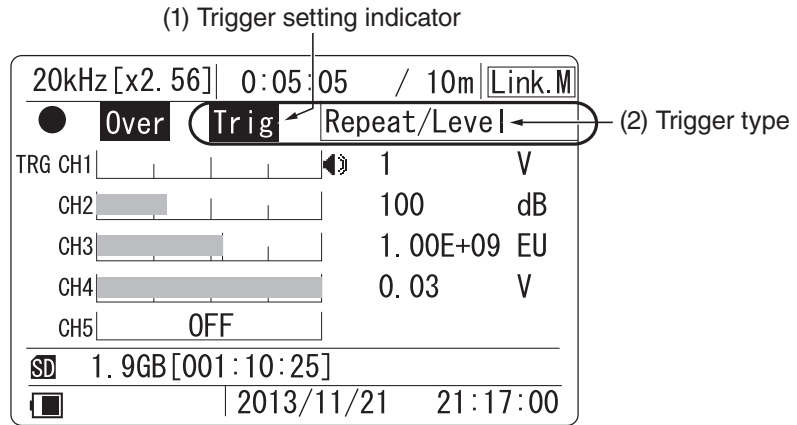 (1) Trigger setting indicator
20kHz[x2.56] 0:05:05 / 10m Link.M
Over Trig Repeat/Level
(2) Trigger type
TRG CH1 1 V
CH2 100 dB
CH3 1.00E+09 EU
CH4 0.03 V
CH5 OFF
SD 1.9GB[001:10:25]
2013/11/21 21:17:00